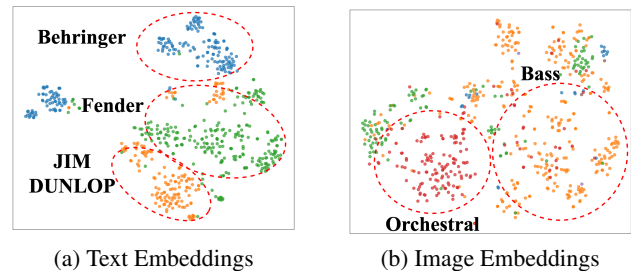 Behringer
Fender
JIM
DUNLOP
(a) Text Embeddings
Bass
Orchestral
(b) Image Embeddings